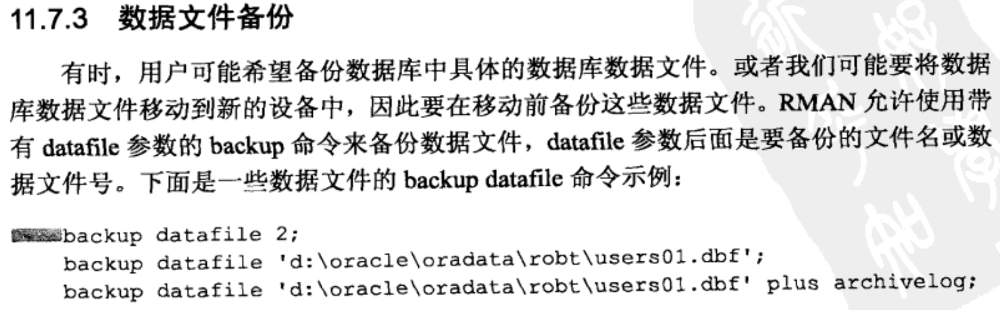 11.7.3 数据文件备份
有时，用户可能希望备份数据库中具体的数据库数据文件。或者我们可能要将数据
库数据文件移动到新的设备中，因此要在移动前备份这些数据文件。RMAN 允许使用带
有 datafile 参数的 backup 命令来备份数据文件，datafile 参数后面是要备份的文件名或数
据文件号。下面是一些数据文件的 backup datafile 命令示例：
backup datafile 2;
backup datafile 'd:\oracle\oradata\robt\users01.dbf';
backup datafile 'd:\oracle\oradata\robt\users01.dbf' plus archivelog;